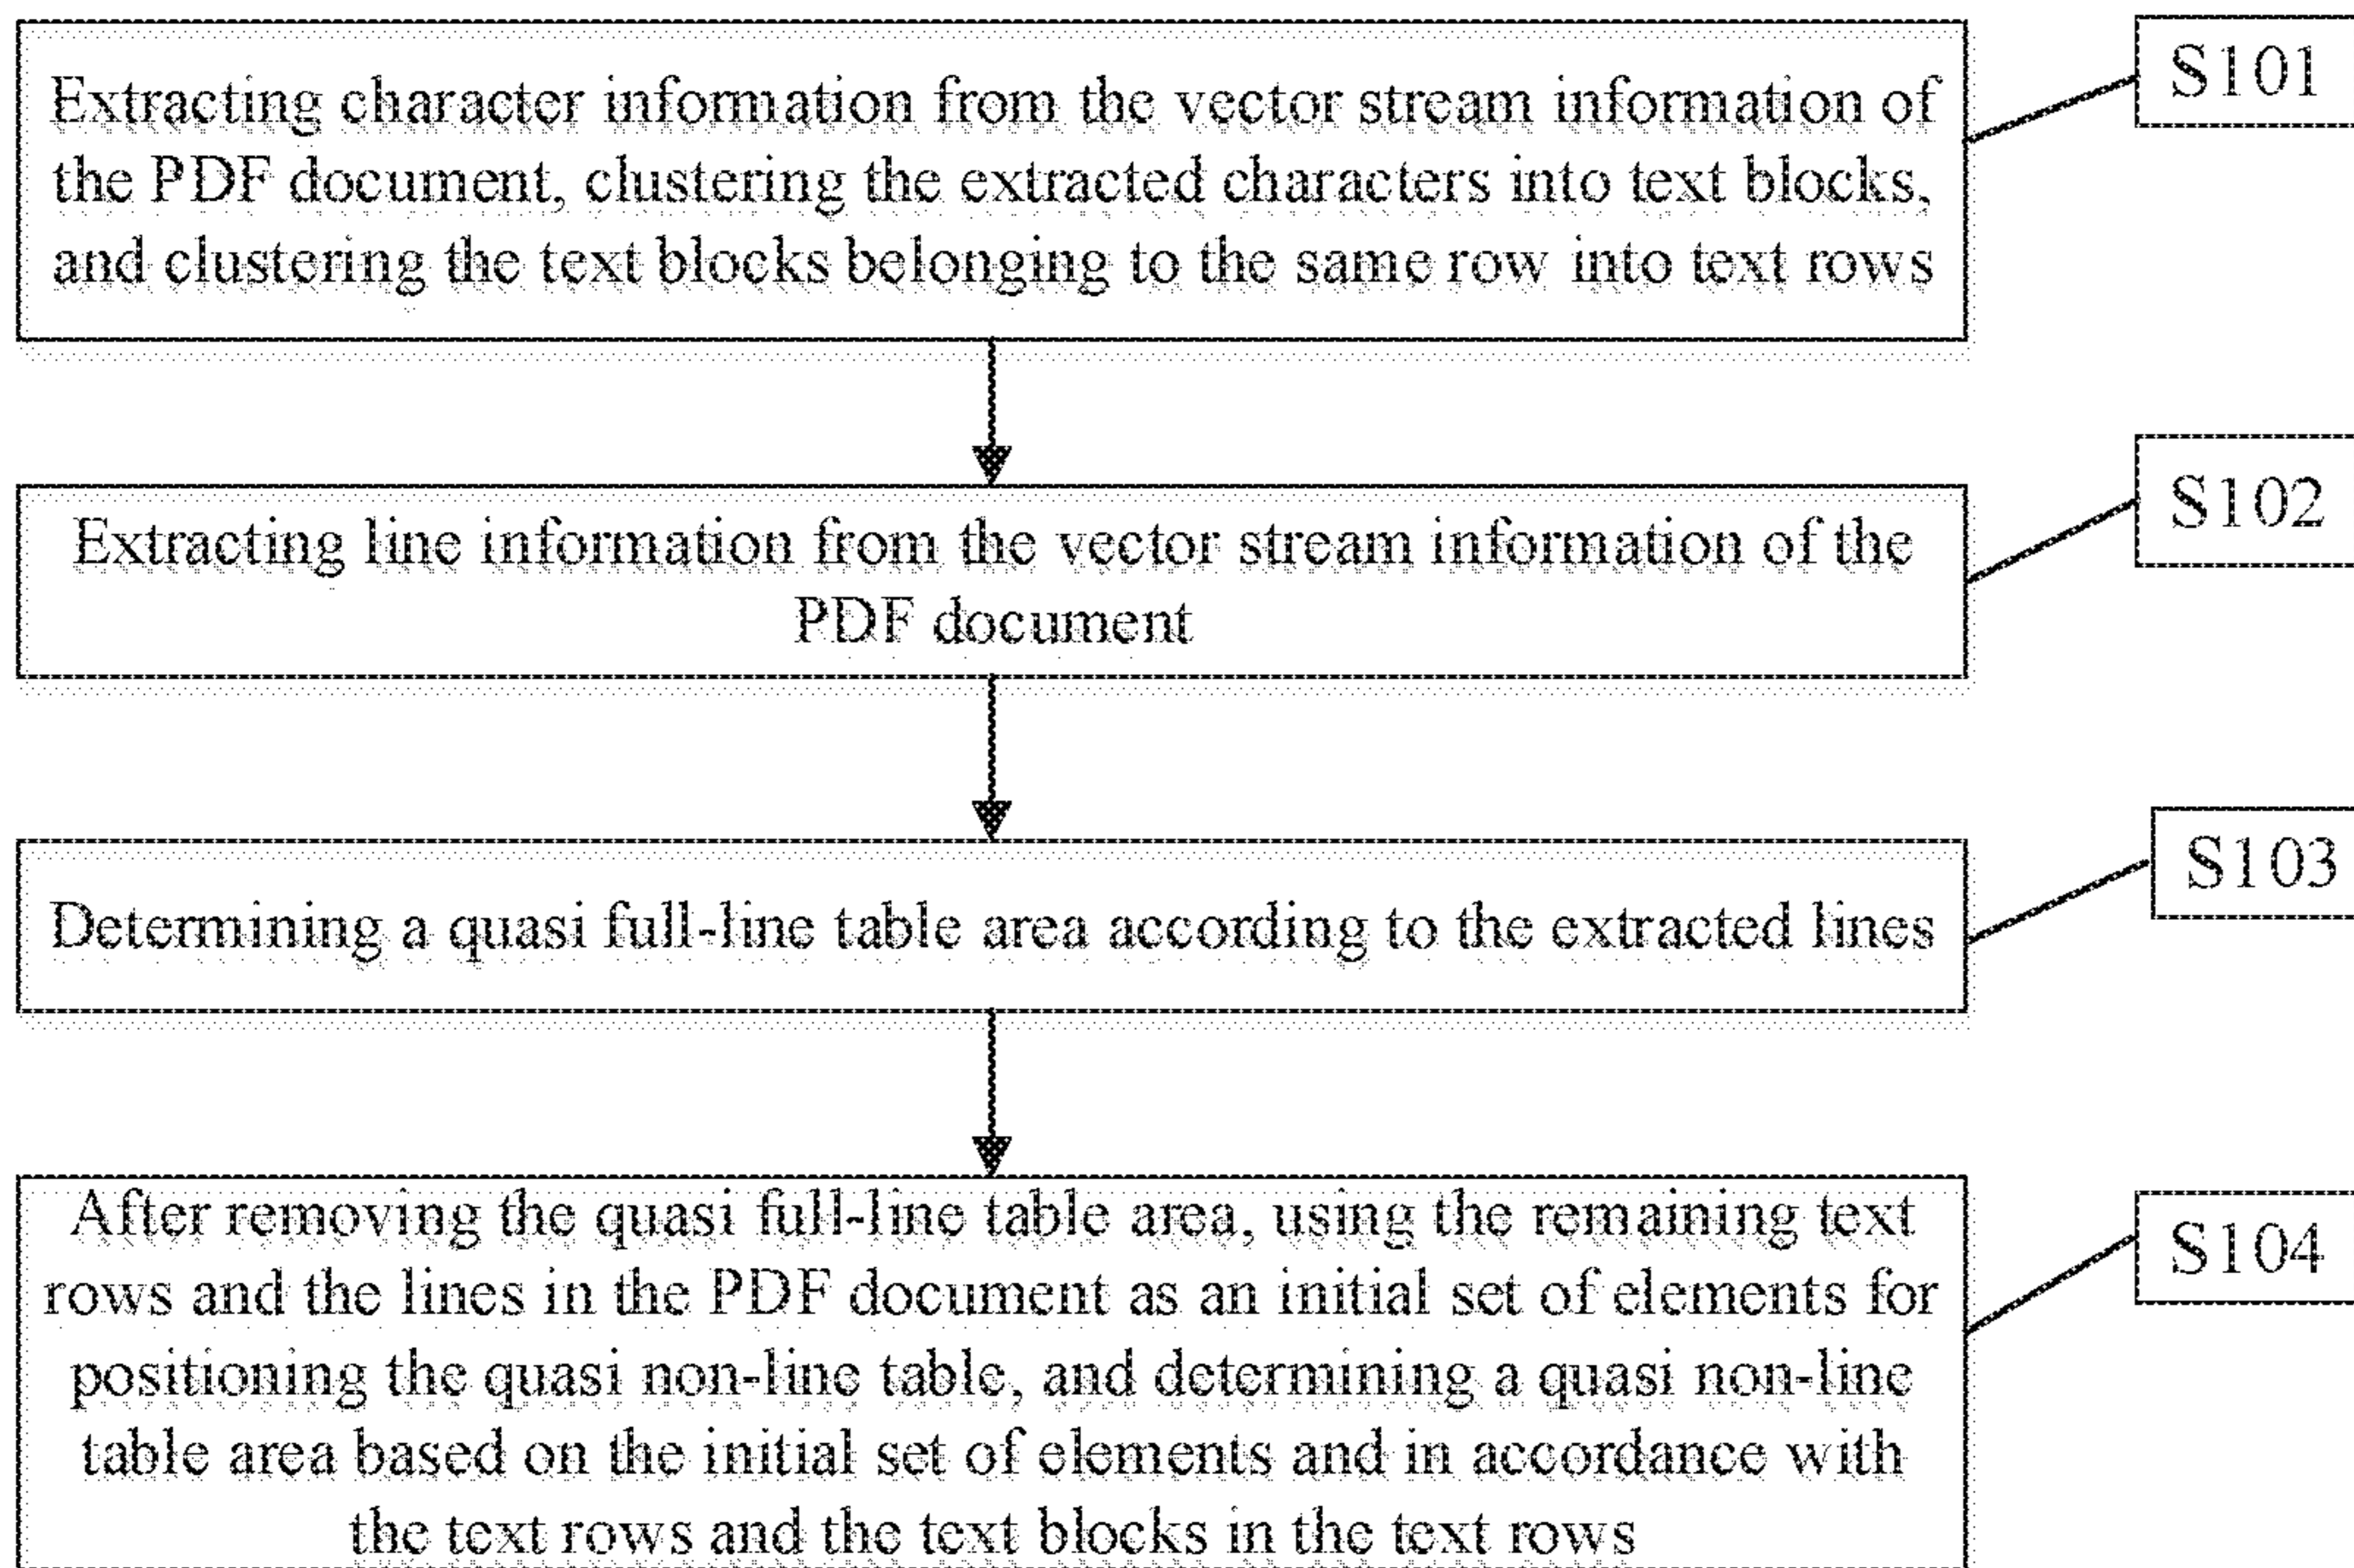 Extracting character information from the vector stream information of
the PDF document, clustering the extracted characters into text blocks,
and clustering the text blocks belonging to the same row into text rows
S101
Extracting line information from the vector stream information of the
PDF document
S102
Determining a quasi full-line table area according to the extracted lines
S103
After removing the quasi full-line table area, using the remaining text
rows and the lines in the PDF document as an initial set of elements for
positioning the quasi non-line table, and determining a quasi non-line
table area based on the initial set of elements and in accordance with
the text rows and the text blocks in the text rows
S104